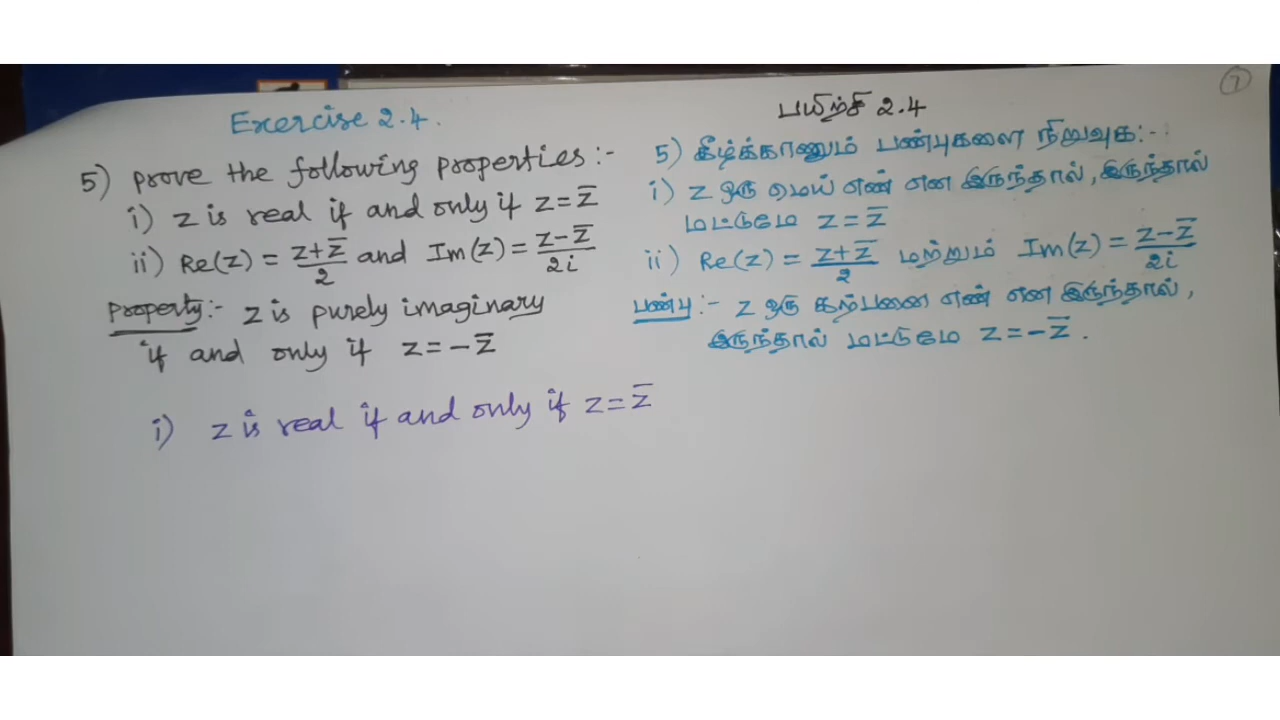 Exercise 2.4.
5) prove the following properties:-
i) z is real if and only if z = z̅
ii) Re(z) = (z+z̅)/2 and Im(z) = (z-z̅)/2i
Property:- z is purely imaginary
if and only if z = -z̅
i) z is real if and only if z = z̅
7
பயிற்சி 2.4
5) கீழ்க்காணும் பண்புகளை நிறுவுக:-
i) z ஒரு மெய் எண் என இருந்தால், இருந்தால்
மட்டுமே z = z̅
ii) Re(z) = (z+z̅)/2 மற்றும் Im(z) = (z-z̅)/2i
பண்பு:- z ஒரு கற்பனை எண் என இருந்தால்,
இருந்தால் மட்டுமே z = -z̅.